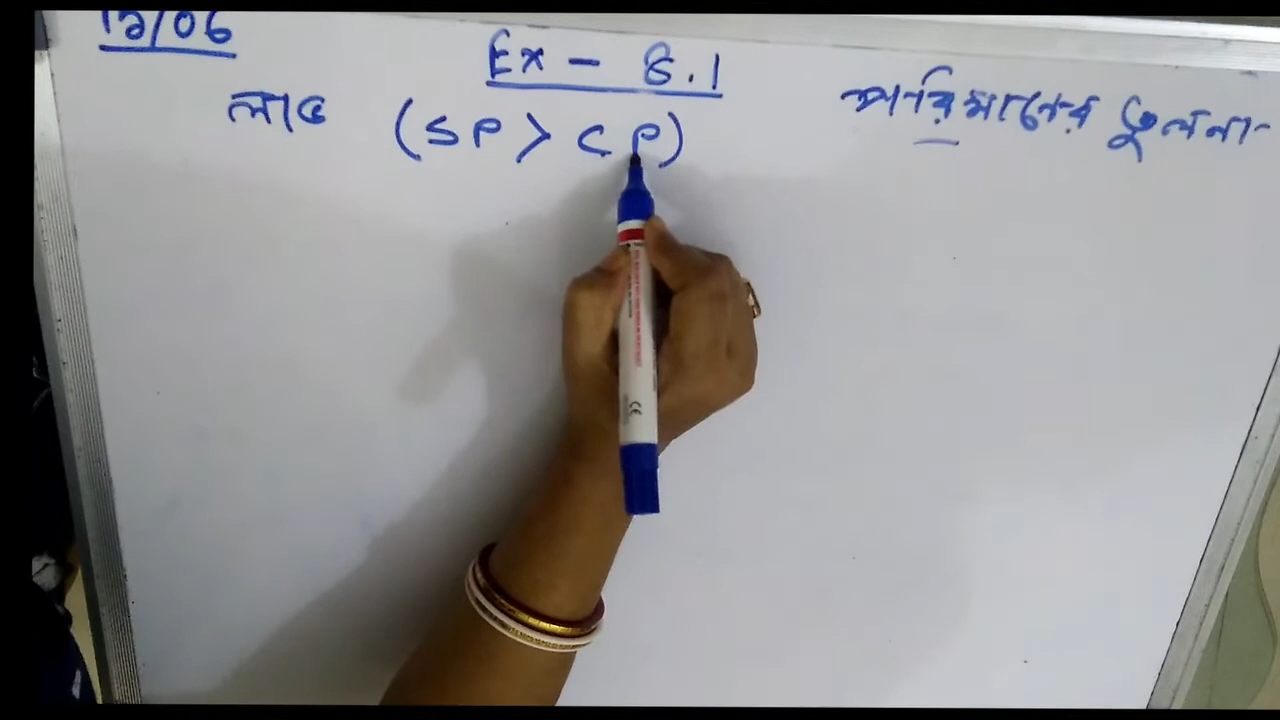 Ex - 8.1
পরিমাণের তুলনা
লাভ (SP > CP)